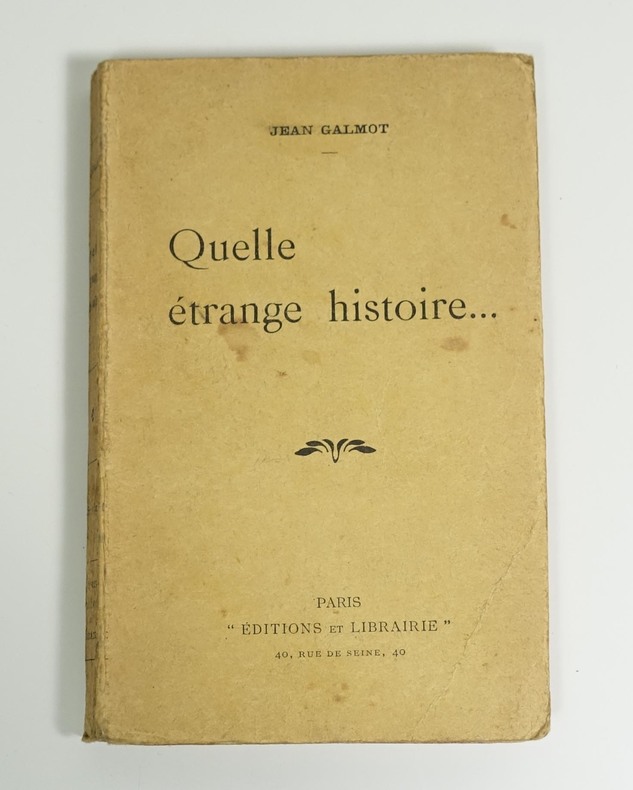 JEAN GALMOT
Quelle
étrange histoire...
PARIS
“ ÉDITIONS ET LIBRAIRIE ”
40, RUE DE SEINE, 40